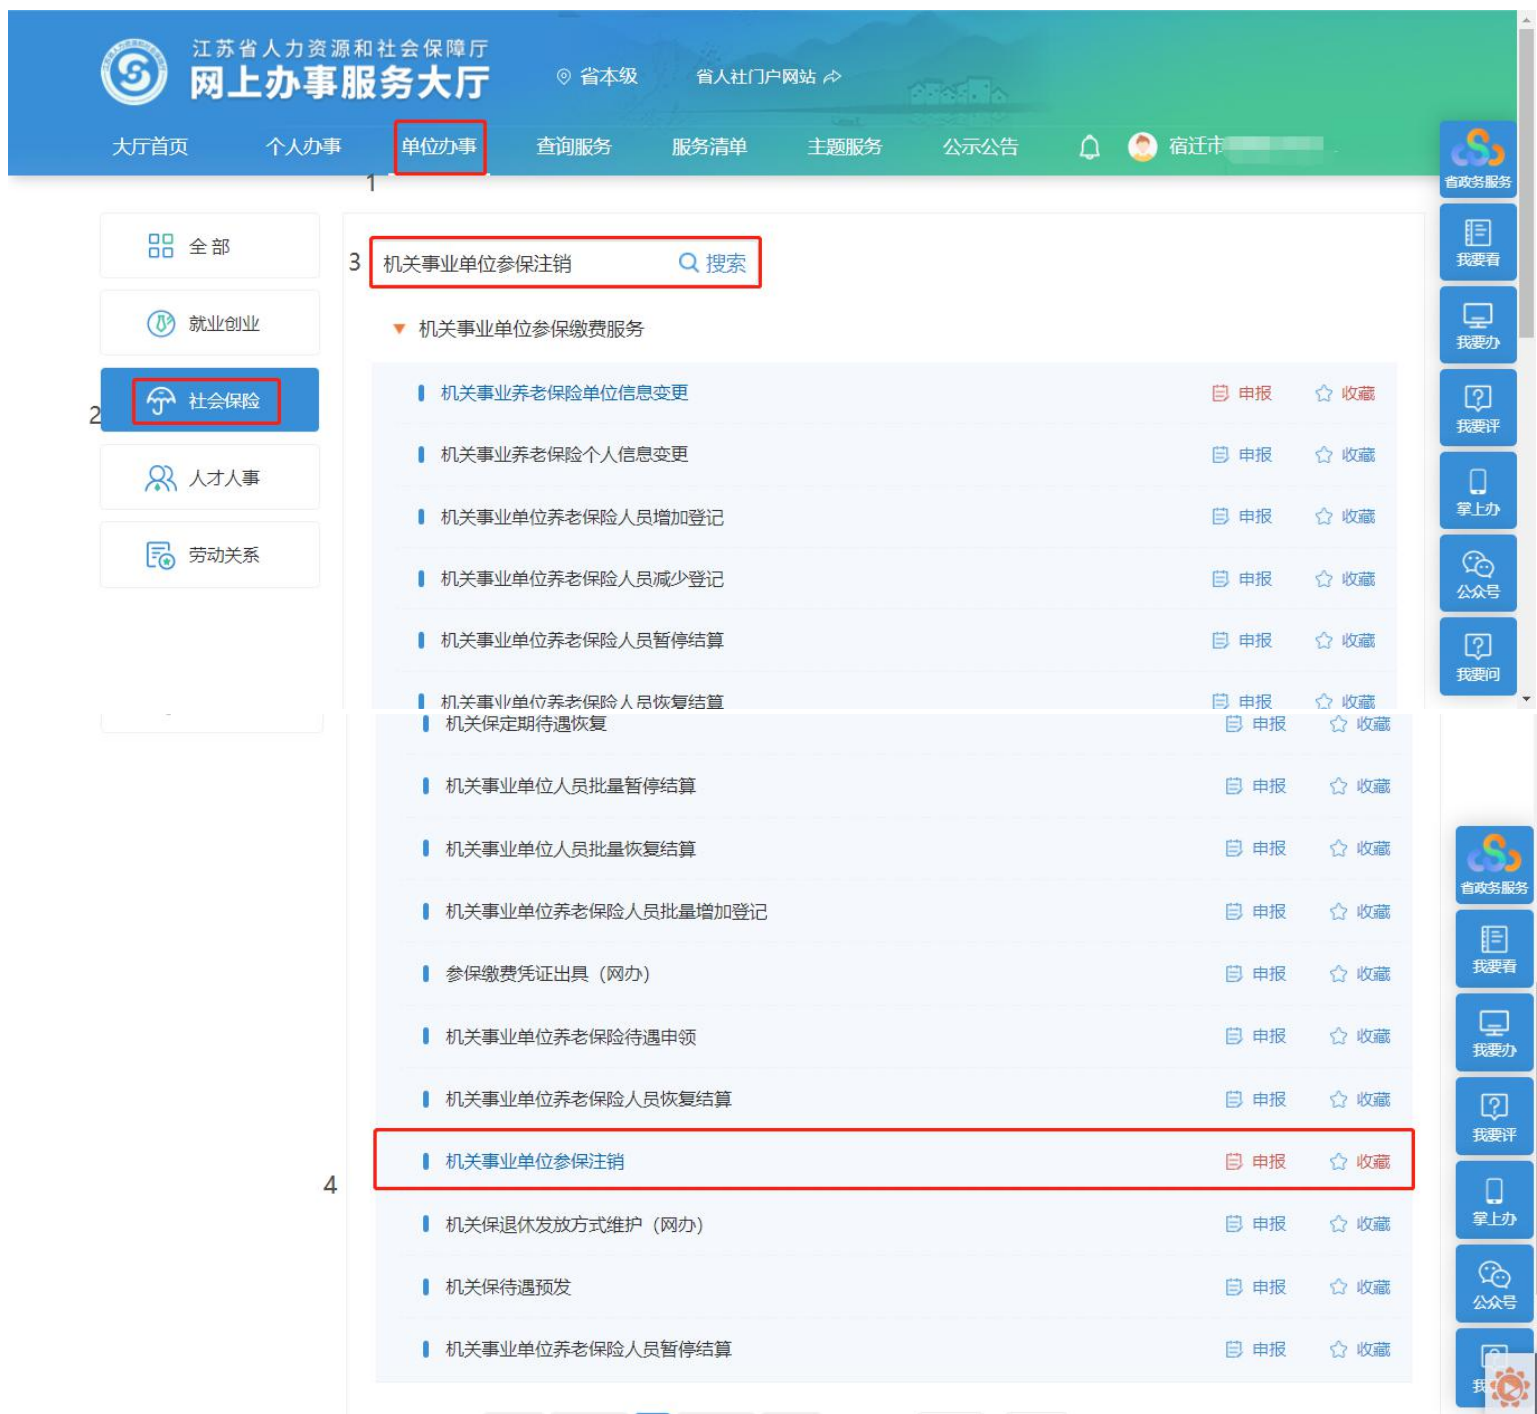 江苏省人力资源和社会保障厅
网上办事服务大厅
省本级
省人社门户网站
大厅首页 个人办事 单位办事 查询服务 服务清单 主题服务 公示公告 宿迁市
1
全部
就业创业
2 社会保险
人才人事
劳动关系
3 机关事业单位参保注销 搜索
机关事业单位参保缴费服务
机关事业养老保险单位信息变更 申报 收藏
机关事业养老保险个人信息变更 申报 收藏
机关事业单位养老保险人员增加登记 申报 收藏
机关事业单位养老保险人员减少登记 申报 收藏
机关事业单位养老保险人员暂停结算 申报 收藏
机关事业单位养老保险人员恢复结算 申报 收藏
省政务服务
我要看
我要办
我要评
掌上办
公众号
我要问
机关保定期待遇恢复 申报 收藏
机关事业单位人员批量暂停结算 申报 收藏
机关事业单位人员批量恢复结算 申报 收藏
机关事业单位养老保险人员批量增加登记 申报 收藏
参保缴费凭证出具（网办） 申报 收藏
机关事业单位养老保险待遇申领 申报 收藏
机关事业单位养老保险人员恢复结算 申报 收藏
4 机关事业单位参保注销 申报 收藏
机关保退休发放方式维护（网办） 申报 收藏
机关保待遇预发 申报 收藏
机关事业单位养老保险人员暂停结算 申报 收藏
省政务服务
我要看
我要办
我要评
掌上办
公众号
我